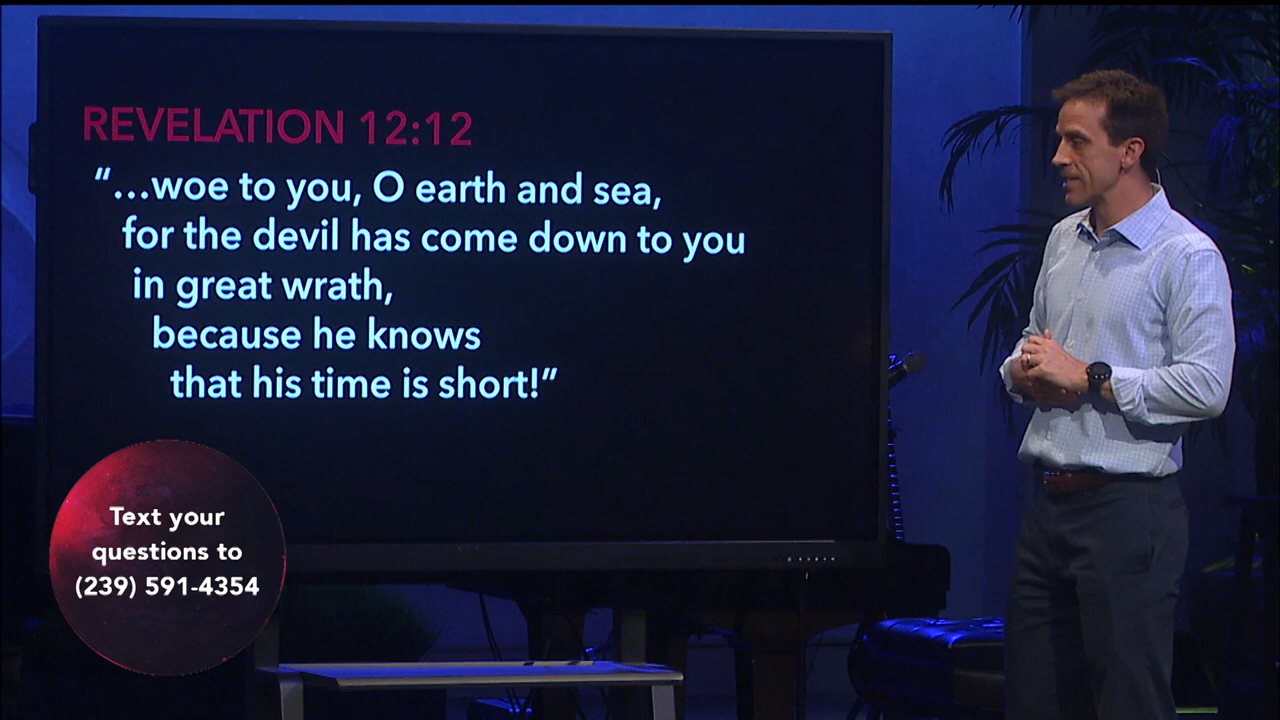 REVELATION 12:12
“...woe to you, O earth and sea,
for the devil has come down to you
in great wrath,
because he knows
that his time is short!”
Text your
questions to
(239) 591-4354